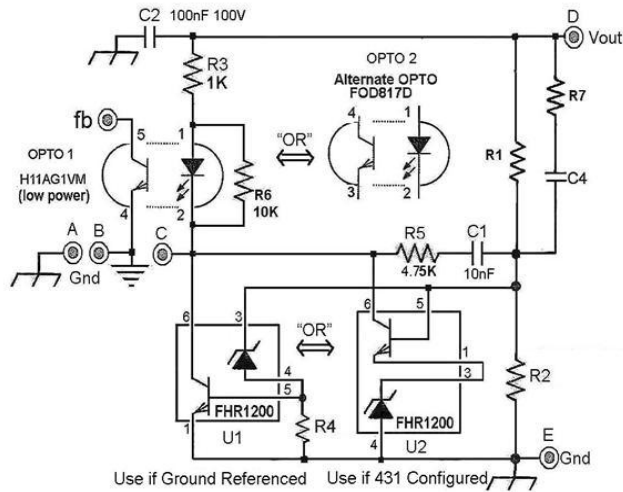 C2 100nF 100V
D
Vout
R3
1K
OPTO 2
Alternate OPTO
FOD817D
R7
fb
5
1
4
1
"OR"
R1
OPTO 1
H11AG1VM
(low power)
R6
10K
C4
4
2
3
2
A
B
C
R5
C1
Gnd
4.75K
10nF
6
3
6
5
"OR"
1
4
3
5
R2
FHR1200
FHR1200
1
R4
4
E
U1
U2
Gnd
Use if Ground Referenced
Use if 431 Configured